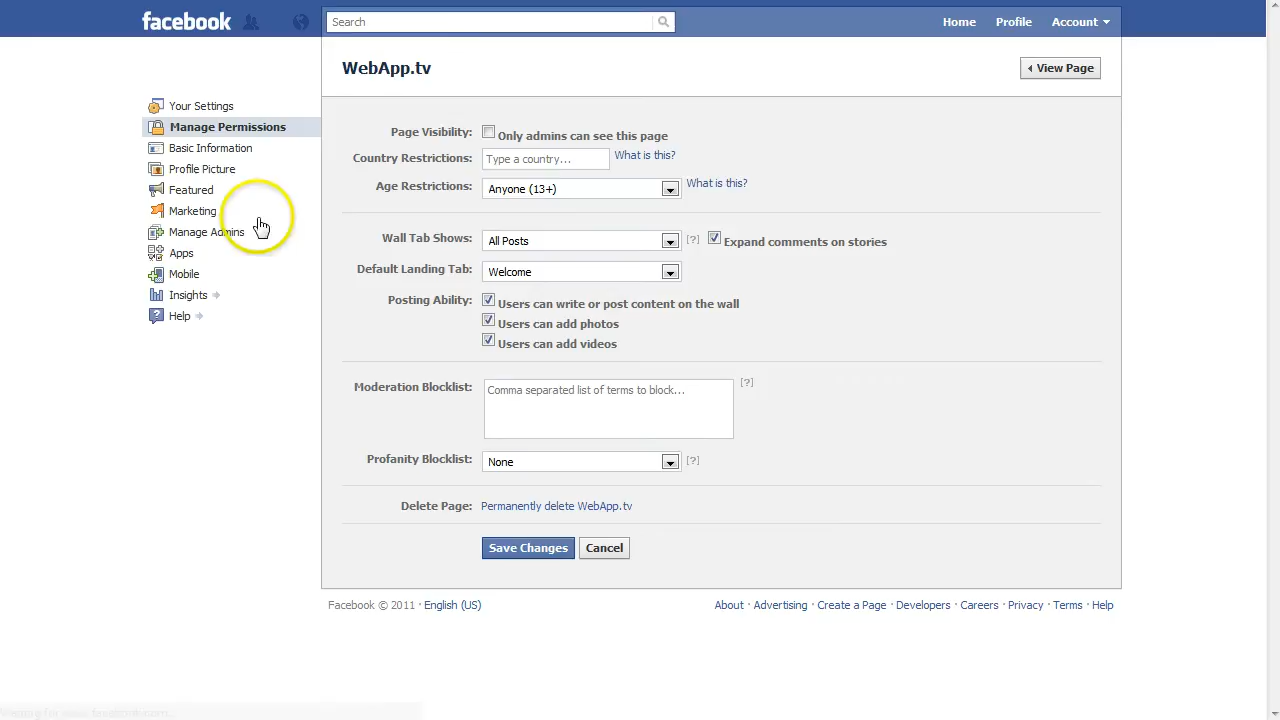 facebook
Search
Home Profile Account
WebApp.tv
View Page
Your Settings
Manage Permissions
Basic Information
Profile Picture
Featured
Marketing
Manage Admins
Apps
Mobile
Insights
Help
Page Visibility: Only admins can see this page
Country Restrictions: Type a country... What is this?
Age Restrictions: Anyone (13+) What is this?
Wall Tab Shows: All Posts [?] Expand comments on stories
Default Landing Tab: Welcome
Posting Ability: Users can write or post content on the wall
Users can add photos
Users can add videos
Moderation Blocklist: Comma separated list of terms to block... [?]
Profanity Blocklist: None [?]
Delete Page: Permanently delete WebApp.tv
Save Changes Cancel
Facebook © 2011 · English (US)
About · Advertising · Create a Page · Developers · Careers · Privacy · Terms · Help